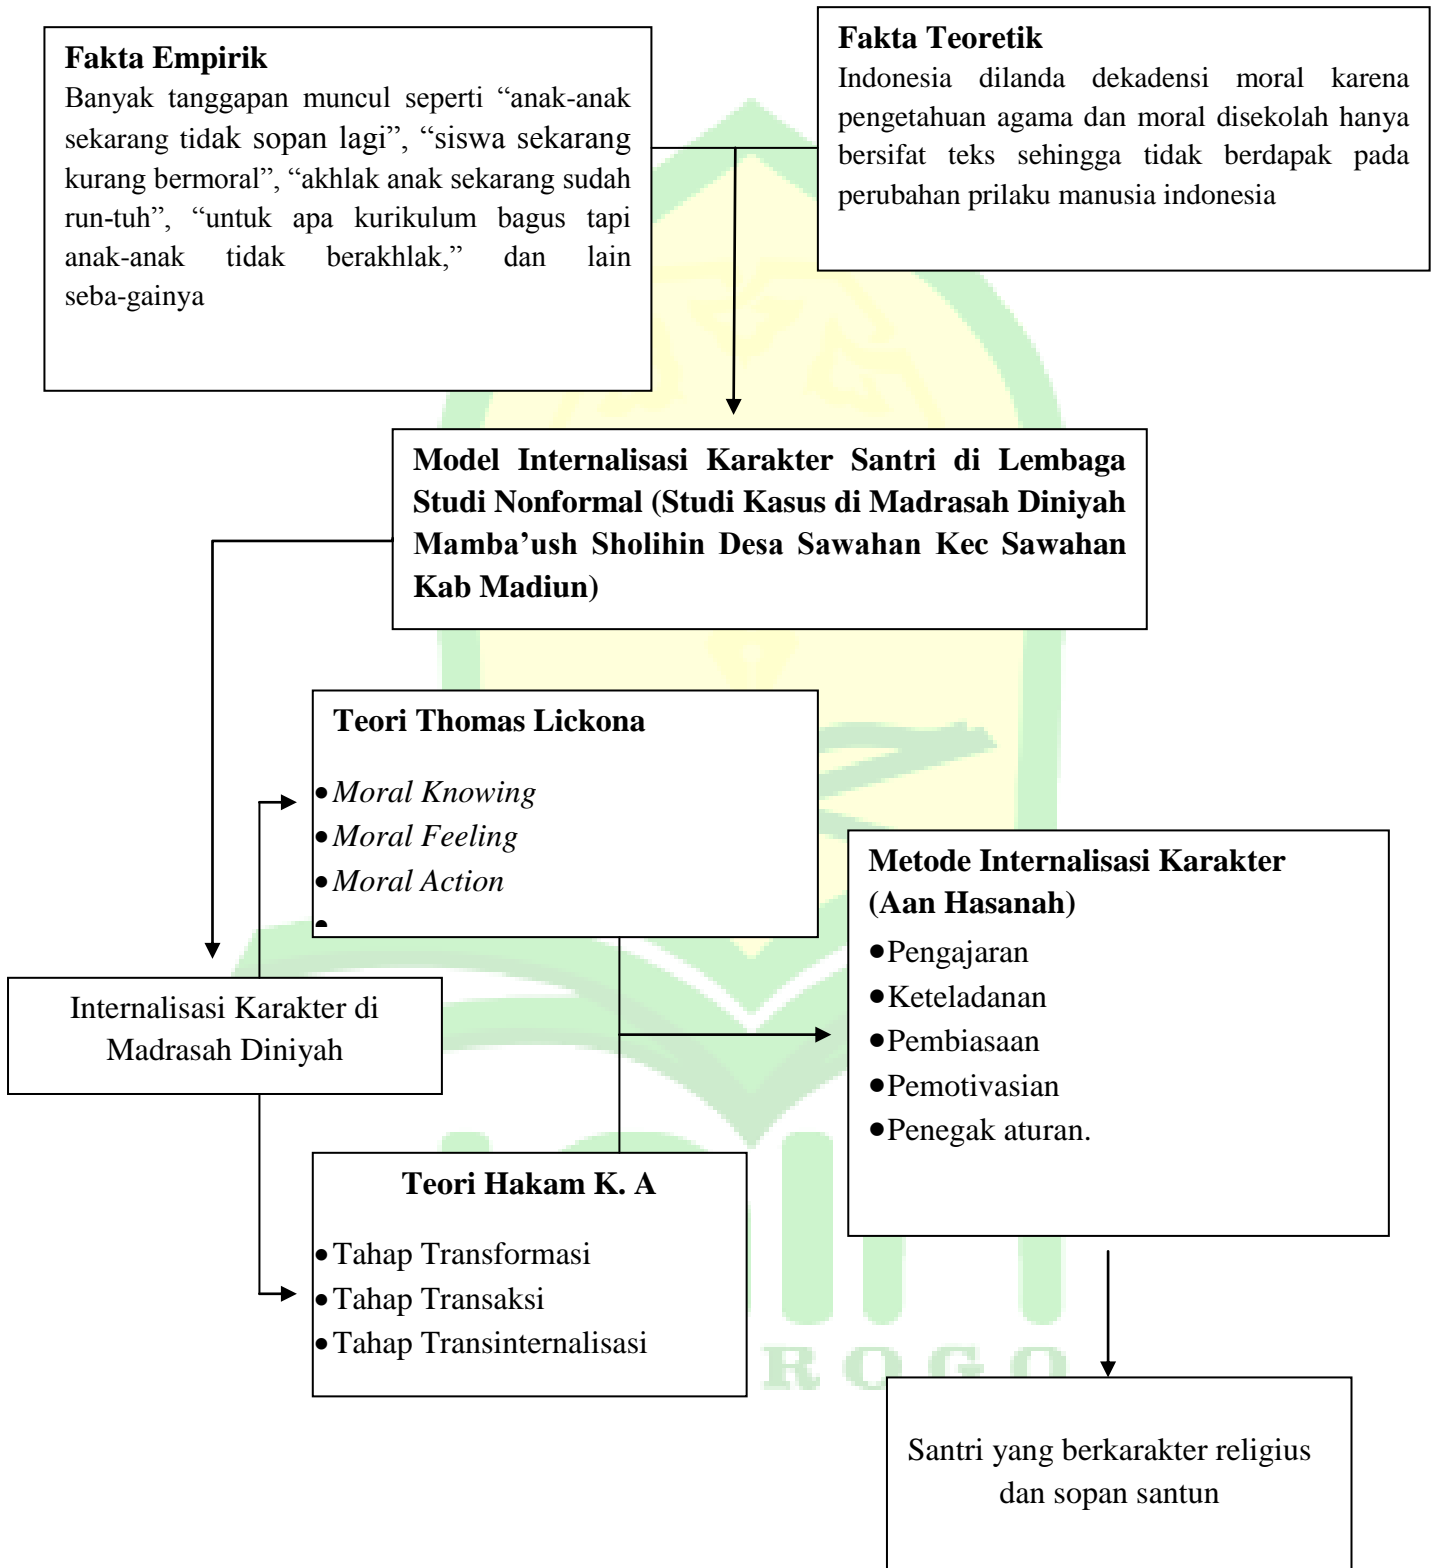 Fakta Empirik
Banyak tanggapan muncul seperti “anak-anak
sekarang tidak sopan lagi”, “siswa sekarang
kurang bermoral”, “akhlak anak sekarang sudah
run-tuh”, “untuk apa kurikulum bagus tapi
anak-anak tidak berakhlak,” dan lain
seba-gainya
Fakta Teoretik
Indonesia dilanda dekadensi moral karena
pengetahuan agama dan moral disekolah hanya
bersifat teks sehingga tidak berdapak pada
perubahan prilaku manusia indonesia
Model Internalisasi Karakter Santri di Lembaga
Studi Nonformal (Studi Kasus di Madrasah Diniyah
Mamba’ush Sholihin Desa Sawahan Kec Sawahan
Kab Madiun)
Teori Thomas Lickona
•Moral Knowing
•Moral Feeling
•Moral Action
•
Internalisasi Karakter di
Madrasah Diniyah
Metode Internalisasi Karakter
(Aan Hasanah)
•Pengajaran
•Keteladanan
•Pembiasaan
•Pemotivasian
•Penegak aturan.
Teori Hakam K. A
•Tahap Transformasi
•Tahap Transaksi
•Tahap Transinternalisasi
ROGO
Santri yang berkarakter religius
dan sopan santun